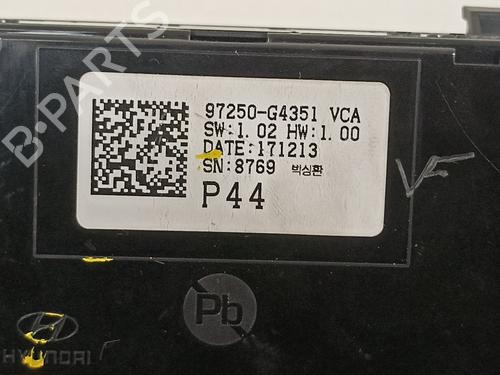 B-PARTS
97250-G4351 VCA
SW:1.02 HW:1.00
DATE:171213
SN:8769 박싱환
P44
Pb
HYUNDAI